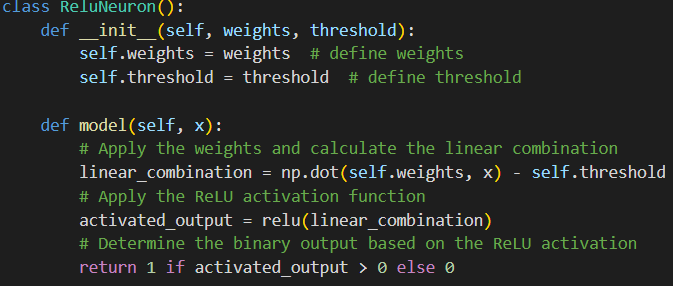 class ReluNeuron():
    def __init__(self, weights, threshold):
        self.weights = weights  # define weights
        self.threshold = threshold  # define threshold

    def model(self, x):
        # Apply the weights and calculate the linear combination
        linear_combination = np.dot(self.weights, x) - self.threshold
        # Apply the ReLU activation function
        activated_output = relu(linear_combination)
        # Determine the binary output based on the ReLU activation
        return 1 if activated_output > 0 else 0